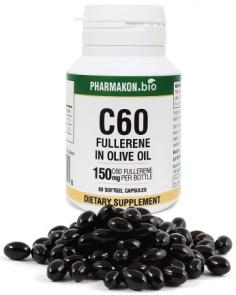 PHARMAKON.bio
C60
FULLERENE
IN OLIVE OIL
150mg C60 FULLERENE PER BOTTLE
60 SOFTGEL CAPSULES
DIETARY SUPPLEMENT